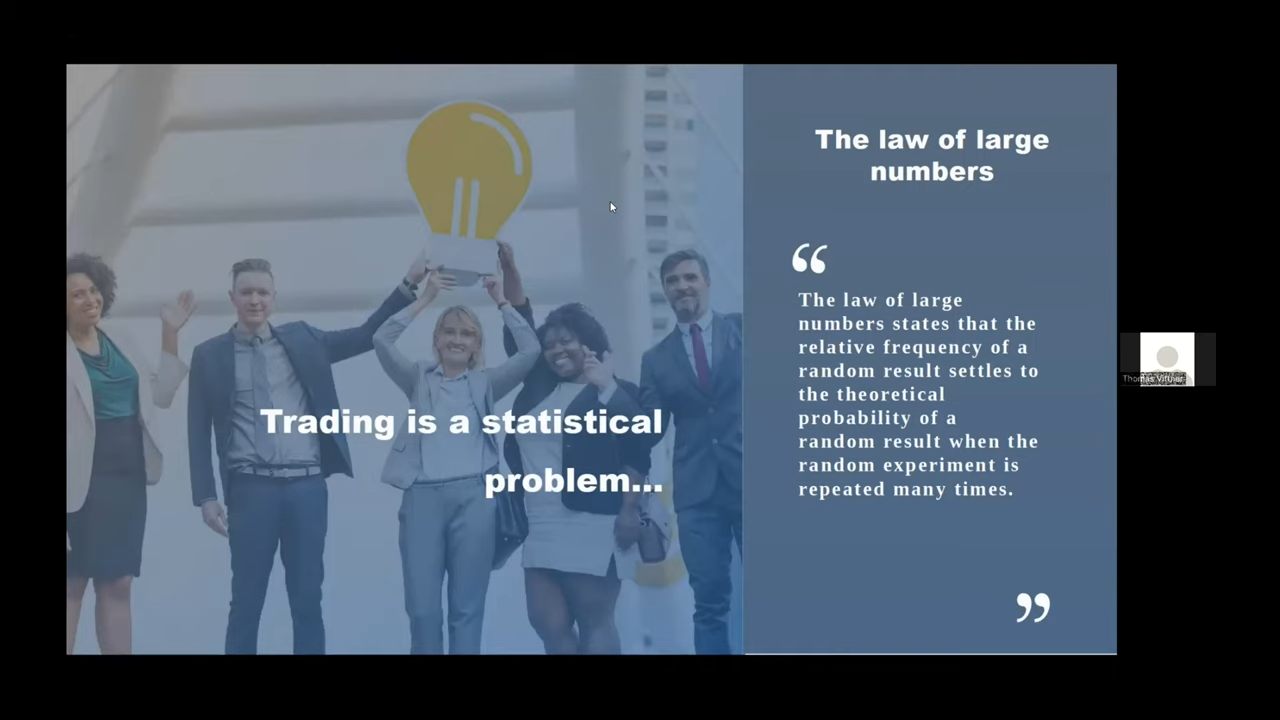 Trading is a statistical
problem...
The law of large
numbers
“
The law of large
numbers states that the
relative frequency of a
random result settles to
the theoretical
probability of a
random result when the
random experiment is
repeated many times.
”
Thomas